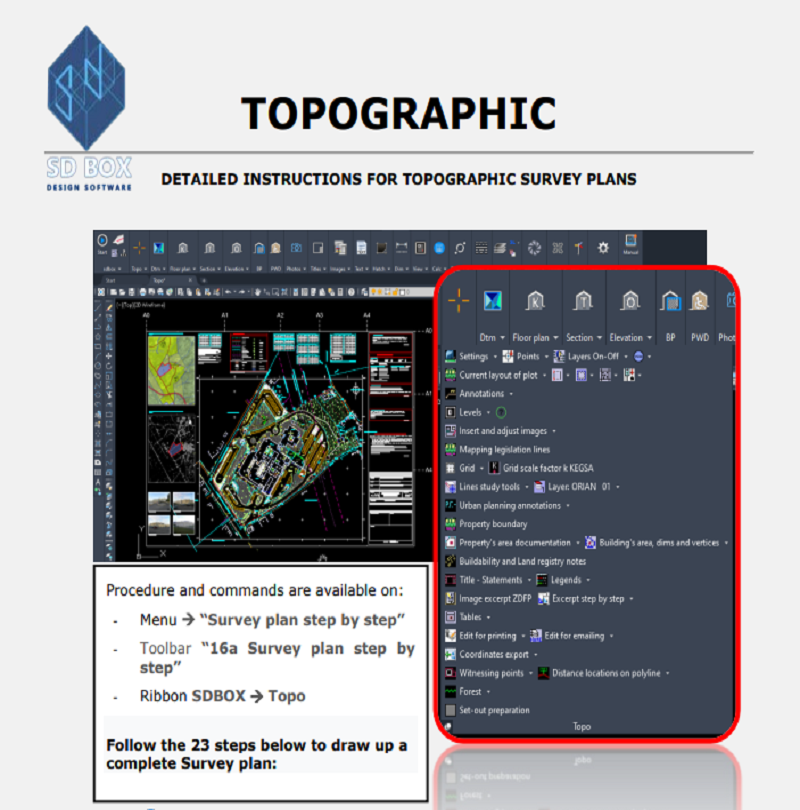 TOPOGRAPHIC
SD BOX
DESIGN SOFTWARE
DETAILED INSTRUCTIONS FOR TOPOGRAPHIC SURVEY PLANS
Dtm Floor plan Section Elevation BP PWD Phot
Settings Points Layers On-Off
Current layout of plot
Annotations
Levels
Insert and adjust images
Mapping legislation lines
Grid K Grid scale factor k KEGSA
Lines study tools Layer: ORIAN_01
Urban planning annotations
Property boundary
Property's area documentation Building's area, dims and vertices
Buildability and Land registry notes
Title - Statements Legends
Image excerpt ZDFP Excerpt step by step
Tables
Edit for printing Edit for emailing
Coordinates export
Witnessing points Distance locations on polyline
Forest
Set-out preparation
Topo
Procedure and commands are available on:
- Menu → “Survey plan step by step”
- Toolbar “16a Survey plan step by
step”
- Ribbon SDBOX → Topo
Follow the 23 steps below to draw up a
complete Survey plan: